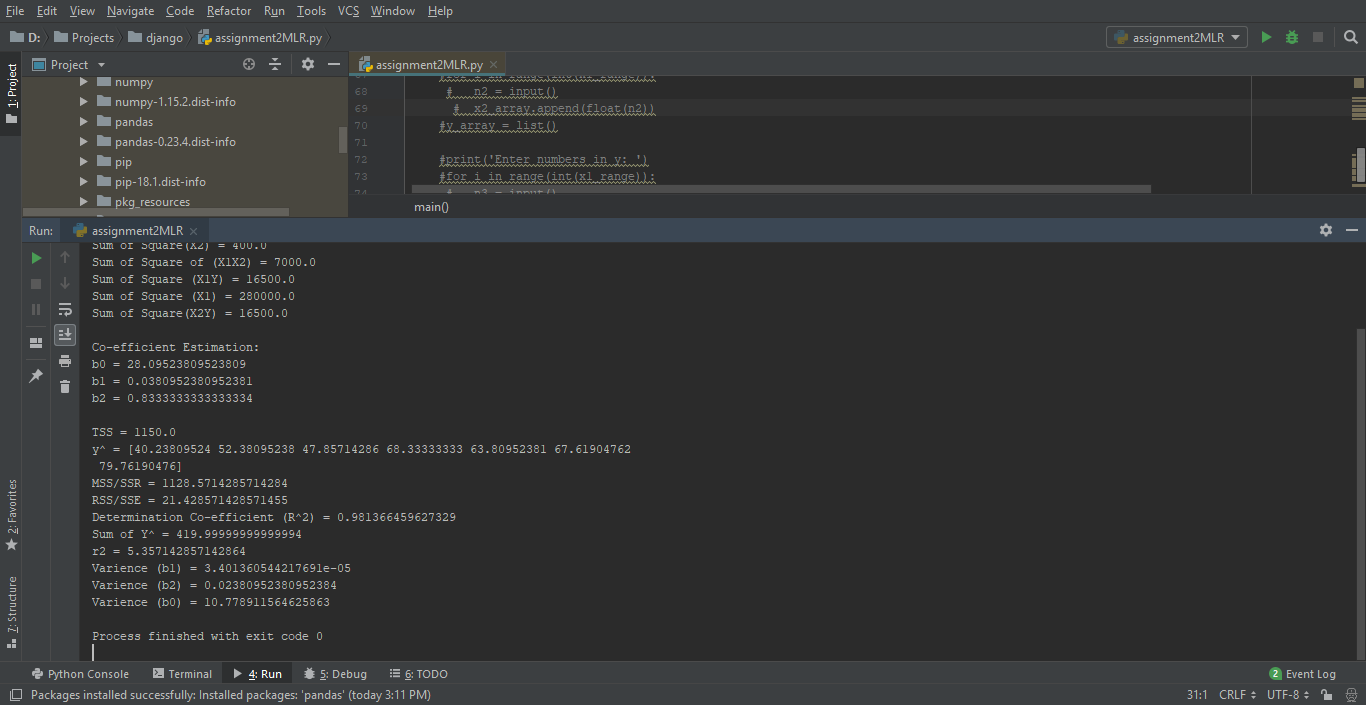 File Edit View Navigate Code Refactor Run Tools VCS Window Help
D: Projects django assignment2MLR.py assignment2MLR
Project assignment2MLR.py
1: Project
numpy
numpy-1.15.2.dist-info
pandas
pandas-0.23.4.dist-info
pip
pip-18.1.dist-info
pkg_resources
67 #for i in range(int(x1_range)):
68 # n2 = input()
69 # x2_array.append(float(n2))
70 #y_array = list()
71
72 #print('Enter numbers in y: ')
73 #for i in range(int(x1_range)):
74 # n3 = input()
main()
Run: assignment2MLR
Sum of Square(X2) = 400.0
Sum of Square of (X1X2) = 7000.0
Sum of Square (X1Y) = 16500.0
Sum of Square (X1) = 280000.0
Sum of Square(X2Y) = 16500.0
Co-efficient Estimation:
b0 = 28.09523809523809
b1 = 0.0380952380952381
b2 = 0.8333333333333334
TSS = 1150.0
y^ = [40.23809524 52.38095238 47.85714286 68.33333333 63.80952381 67.61904762
79.76190476]
MSS/SSR = 1128.5714285714284
RSS/SSE = 21.428571428571455
Determination Co-efficient (R^2) = 0.981366459627329
Sum of Y^ = 419.99999999999994
r2 = 5.357142857142864
Varience (b1) = 3.401360544217691e-05
Varience (b2) = 0.02380952380952384
Varience (b0) = 10.778911564625863
Process finished with exit code 0
2: Favorites
7: Structure
Python Console Terminal 4: Run 5: Debug 6: TODO 2 Event Log
Packages installed successfully: Installed packages: 'pandas' (today 3:11 PM) 31:1 CRLF UTF-8